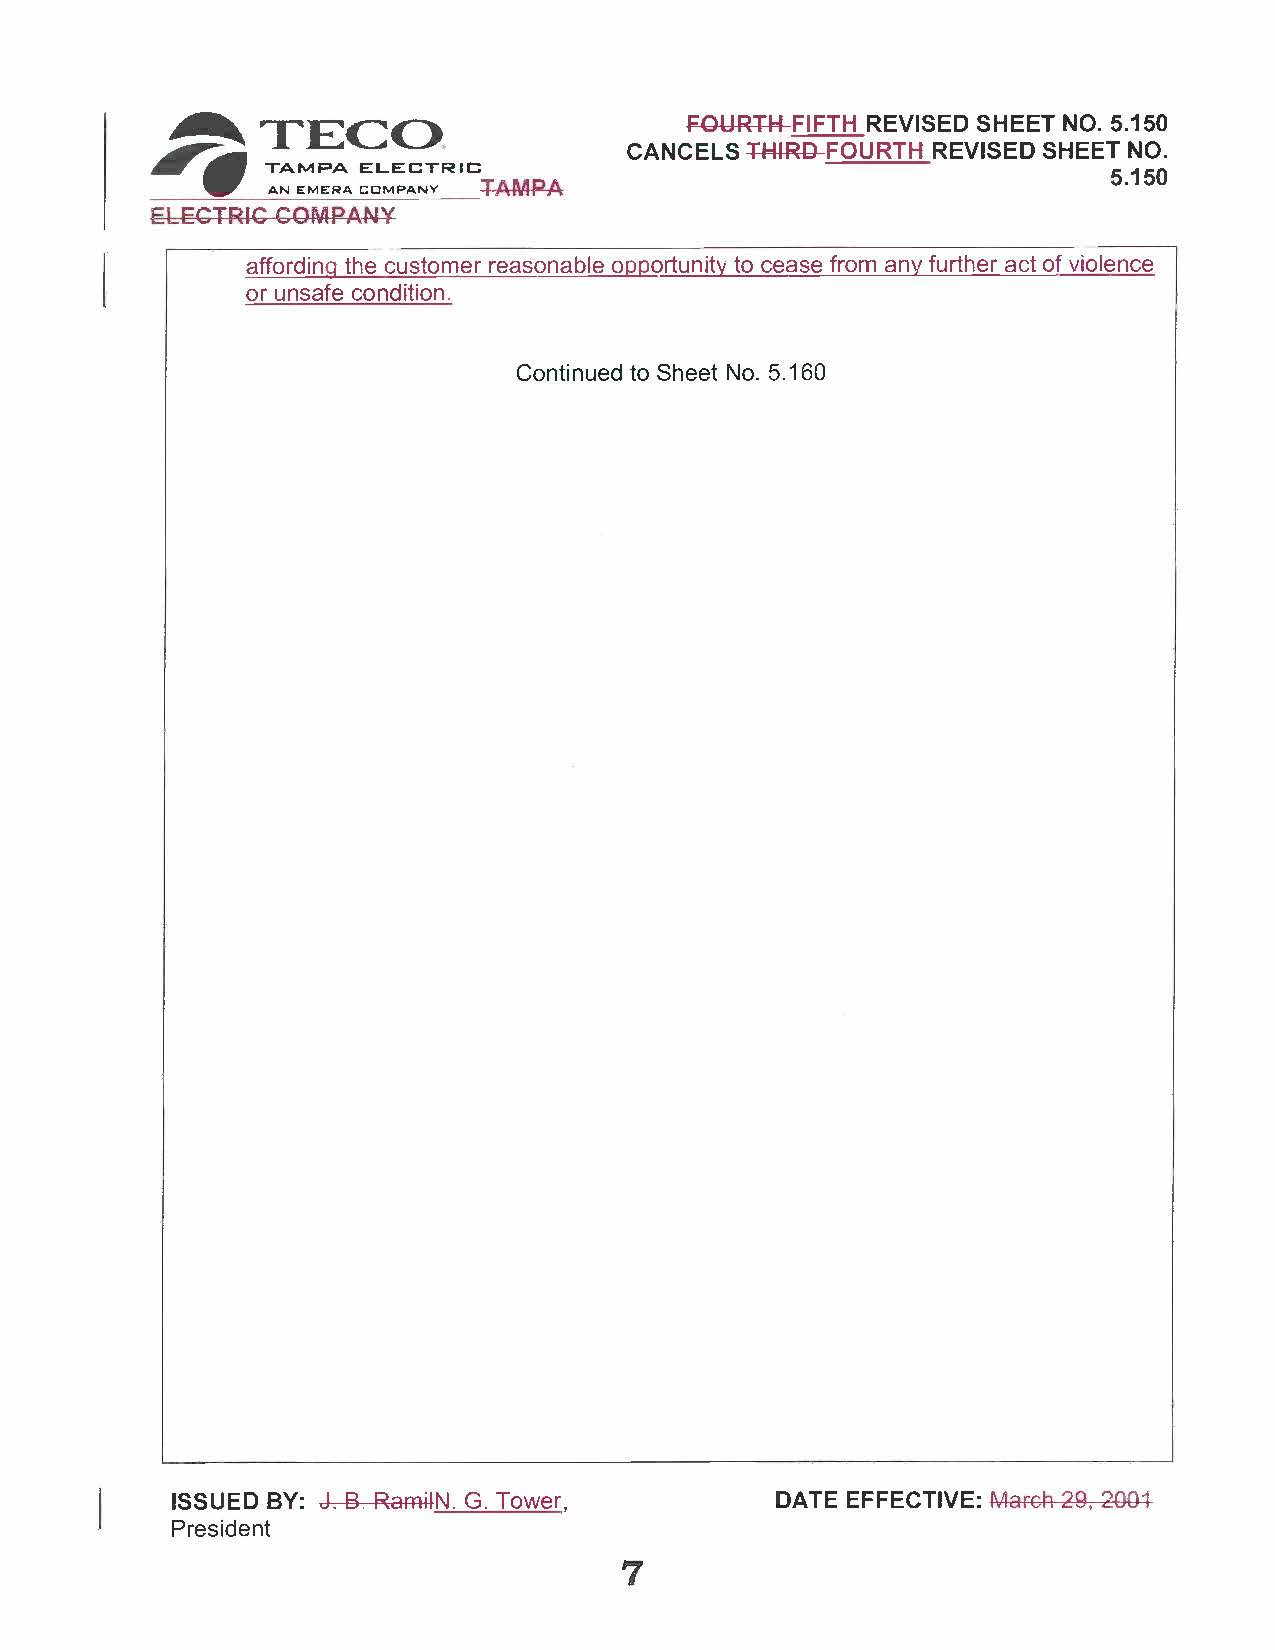 TECO
TAMPA ELECTRIC
AN EMERA COMPANY TAMPA
ELECTRIC COMPANY
FOURTH FIFTH REVISED SHEET NO. 5.150
CANCELS THIRD FOURTH REVISED SHEET NO.
5.150
affording the customer reasonable opportunity to cease from any further act of violence
or unsafe condition.
Continued to Sheet No. 5.160
ISSUED BY: J. B. RamilN. G. Tower, DATE EFFECTIVE: March 29, 2001
President
7